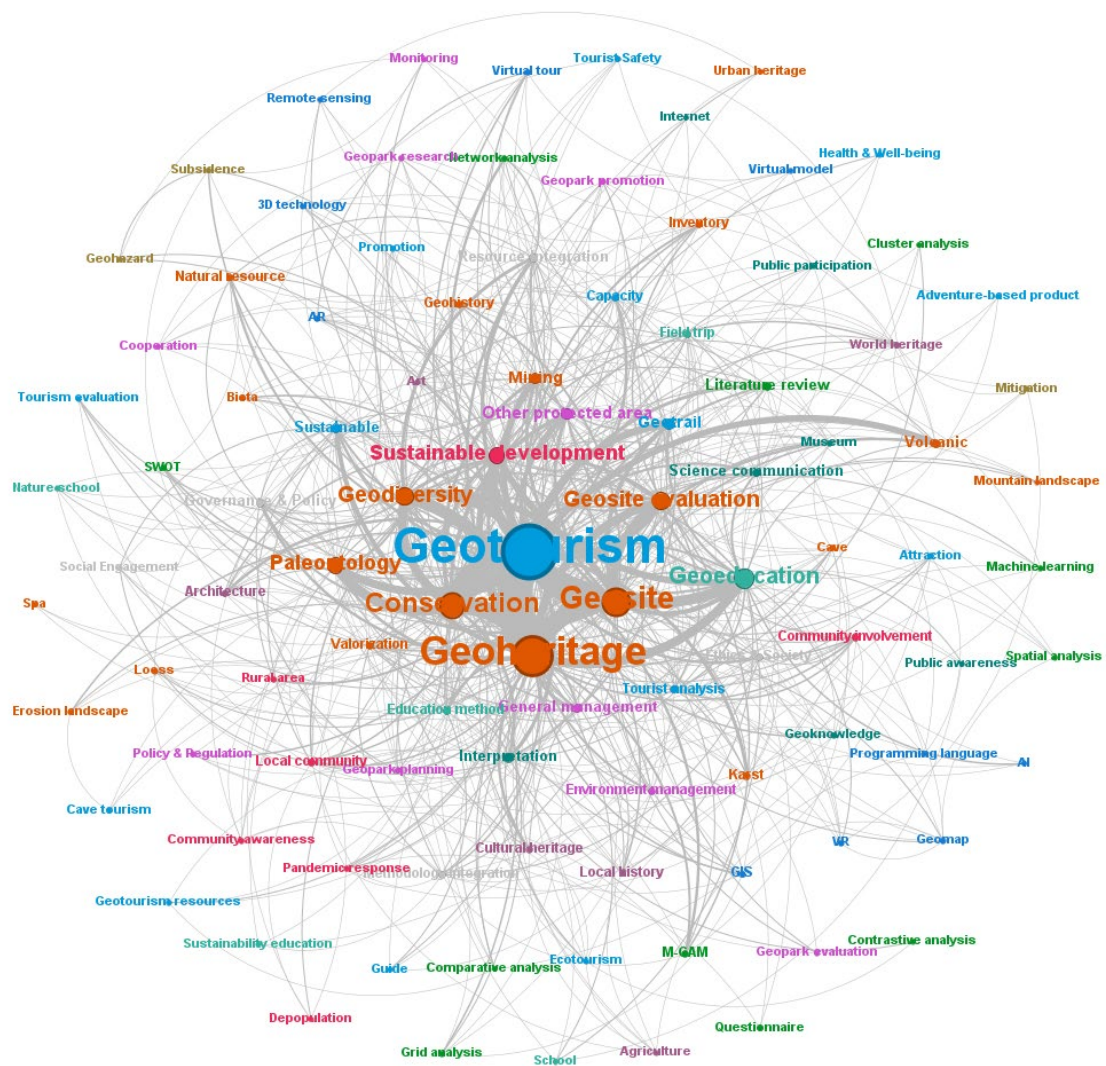 Monitoring
Virtual tour
Tourist Safety
Urban heritage
Remote sensing
Internet
Geopark research
Network analysis
Health & Well-being
Subsidence
Virtual model
Geopark promotion
3D technology
Inventory
Promotion
Cluster analysis
Geohazard
Resource integration
Public participation
Natural resource
Capacity
Adventure-based product
Geohistory
AR
Field trip
Cooperation
World heritage
Mining
Art
Literature review
Mitigation
Tourism evaluation
Biota
Other protected area
Sustainable
Geotrail
Museum
Volcanic
Sustainable development
SWOT
Science communication
Mountain landscape
Nature school
Geodiversity
Governance & Policy
Geosite evaluation
Geotourism
Cave
Attraction
Paleontology
Social Engagement
Geoeducation
Machine learning
Architecture
Spa
Conservation
Geosite
Community involvement
Valorization
Geoheritage
Spatial analysis
Public awareness
Loess
Rural area
Tourist analysis
Erosion landscape
Education method
General management
Geoknowledge
Policy & Regulation
Local community
Interpretation
Programming language
AI
Geopark planning
Karst
Environment management
Cave tourism
Community awareness
VR
Geomap
Cultural heritage
Pandemic response
Methodology integration
Local history
GIS
Geotourism resources
Sustainability education
Contrastive analysis
M-GAM
Geopark evaluation
Guide
Comparative analysis
Ecotourism
Depopulation
Questionnaire
Grid analysis
School
Agriculture